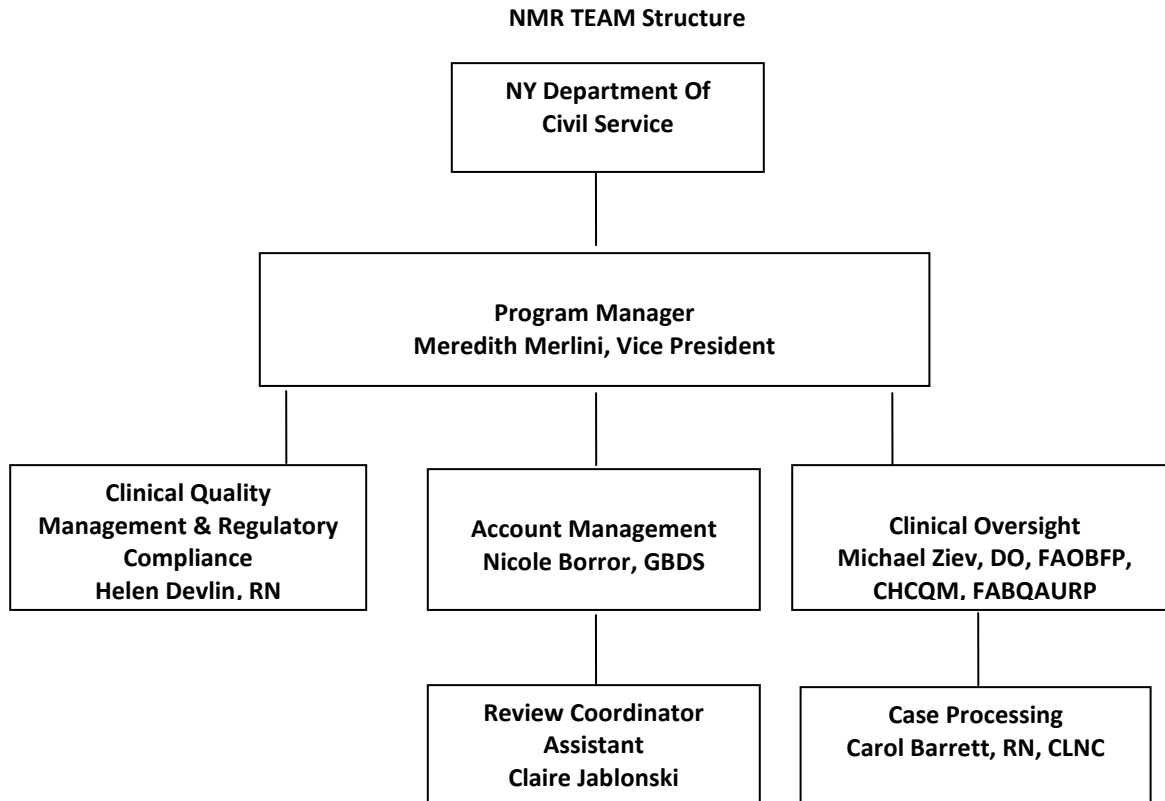 NMR TEAM Structure
NY Department Of
Civil Service
Program Manager
Meredith Merlini, Vice President
Clinical Quality
Management & Regulatory
Compliance
Helen Devlin, RN
Account Management
Nicole Borror, GBDS
Clinical Oversight
Michael Ziev, DO, FAOBFP,
CHCQM, FABQAURP
Review Coordinator
Assistant
Claire Jablonski
Case Processing
Carol Barrett, RN, CLNC